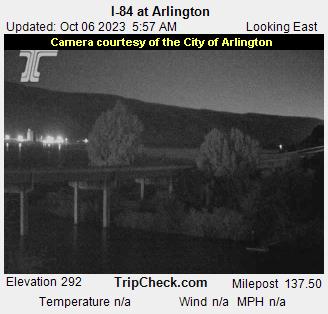 I-84 at Arlington
Updated: Oct 06 2023 5:57 AM Looking East
Camera courtesy of the City of Arlington
Elevation 292 TripCheck.com Milepost 137.50
Temperature n/a Wind n/a MPH n/a